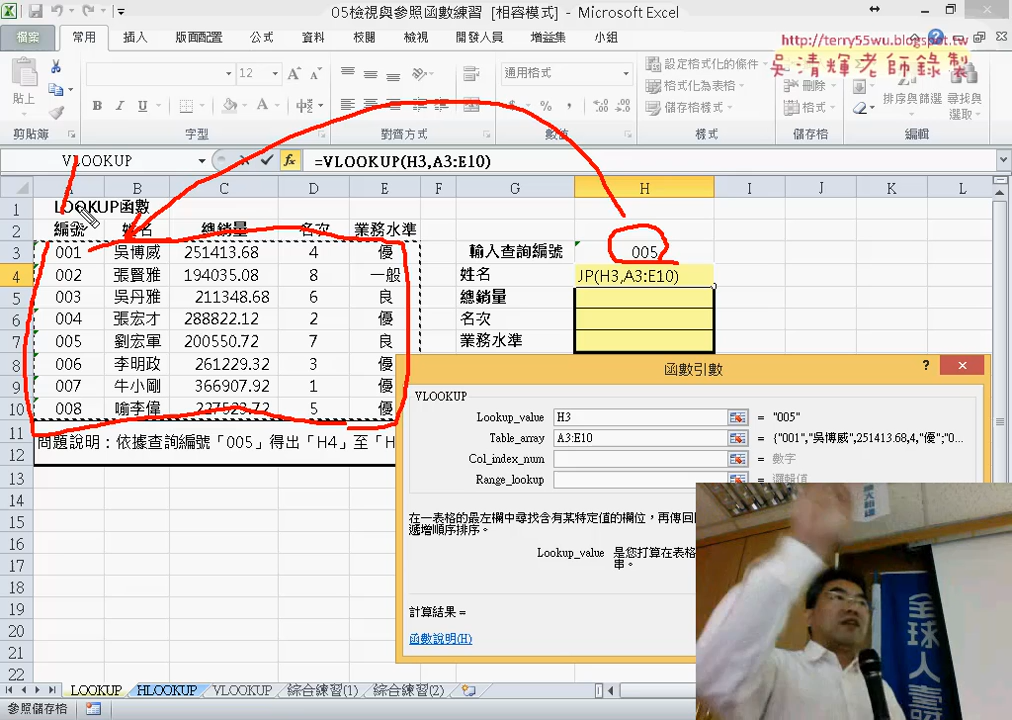 05檢視與參照函數練習 [相容模式] - Microsoft Excel
檔案 常用 插入 版面配置 公式 資料 校閱 檢視 開發人員 增益集 小組
http://terry55wu.blogspot.tw
吳清輝老師錄製
貼上 12 通用格式 設定格式化的條件 格式化為表格 儲存格樣式 刪除 格式 排序與篩選 尋找與選取
剪貼簿 字型 對齊方式 數值 樣式 儲存格 編輯
VLOOKUP =VLOOKUP(H3,A3:E10)
A B C D E F G H I J K L
1 LOOKUP函數
2 編號 姓名 總銷量 名次 業務水準
3 001 吳博威 251413.68 4 優 輸入查詢編號 005
4 002 張賢雅 194035.08 8 一般 姓名 JP(H3,A3:E10)
5 003 吳丹雅 211348.68 6 良 總銷量
6 004 張宏才 288822.12 2 優 名次
7 005 劉宏軍 200550.72 7 良 業務水準
8 006 李明政 261229.32 3 優
9 007 牛小剛 366907.92 1 優
10 008 喻李偉 227523.72 5 優
11
問題說明：依據查詢編號「005」得出「H4」至「H
12
13
14
15
16
17
18
19
20
21
22
函數引數
VLOOKUP
Lookup_value H3 = "005"
Table_array A3:E10 = {"001","吳博威",251413.68,4,"優";"0...
Col_index_num = 數字
Range_lookup = 邏輯值
在一表格的最左欄中尋找含有某特定值的欄位，再傳回
遞增順序排序。
Lookup_value 是您打算在表格
串。
計算結果 =
函數說明(H)
LOOKUP HLOOKUP VLOOKUP 綜合練習(1) 綜合練習(2)
參照儲存格
全球人壽